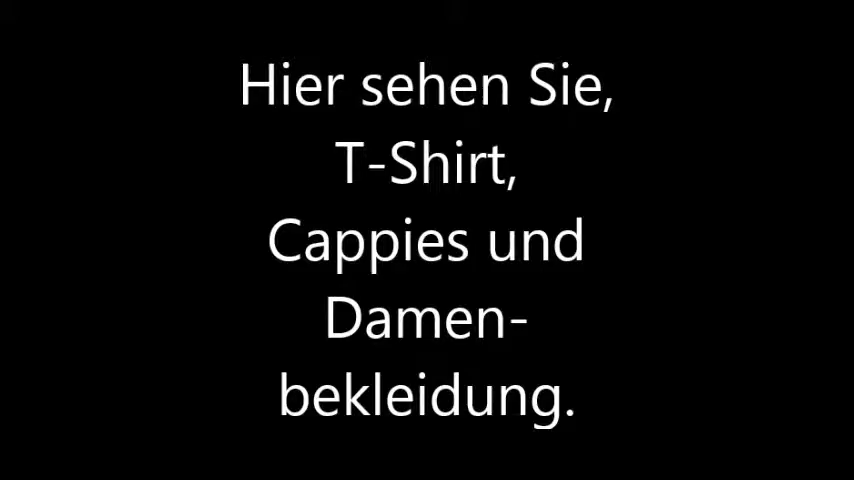 Hier sehen Sie,
T-Shirt,
Cappies und
Damen-
bekleidung.